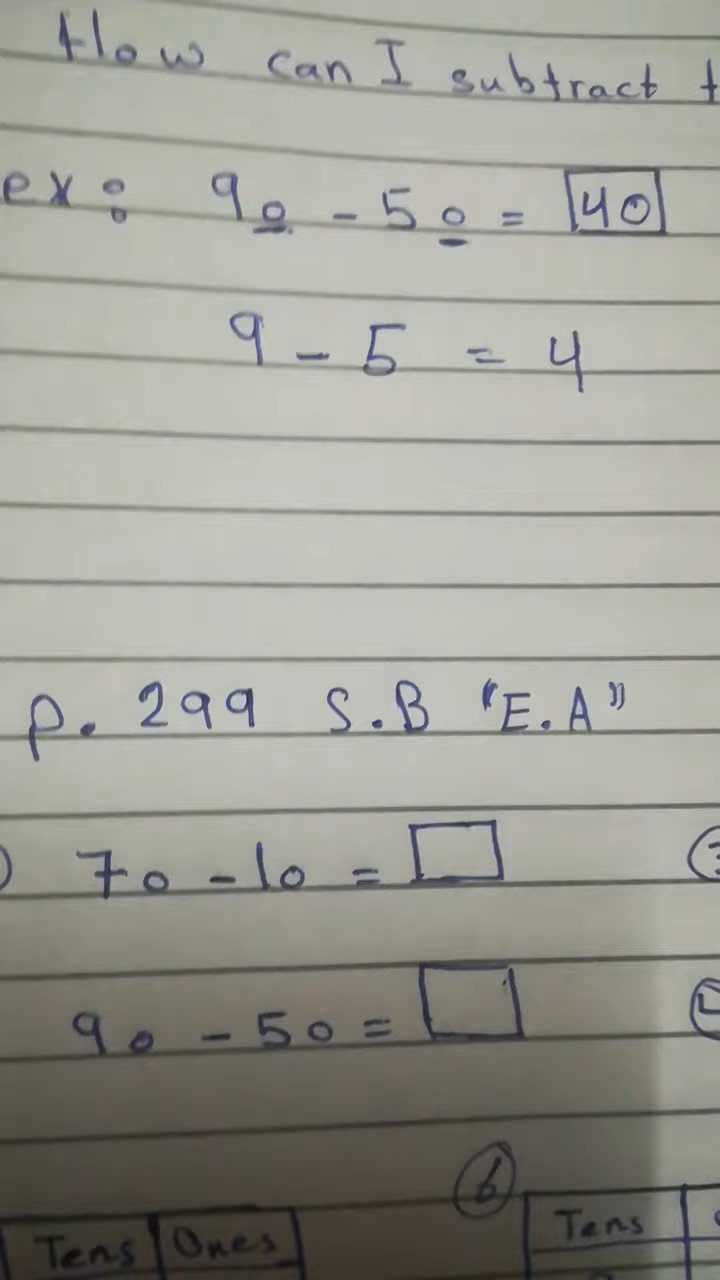 How can I subtract
ex: 90 - 50 = 40
9 - 5 = 4
p. 299 S.B "E.A"
70 - 10 =
90 - 50 =
6
Tens Ones Tens